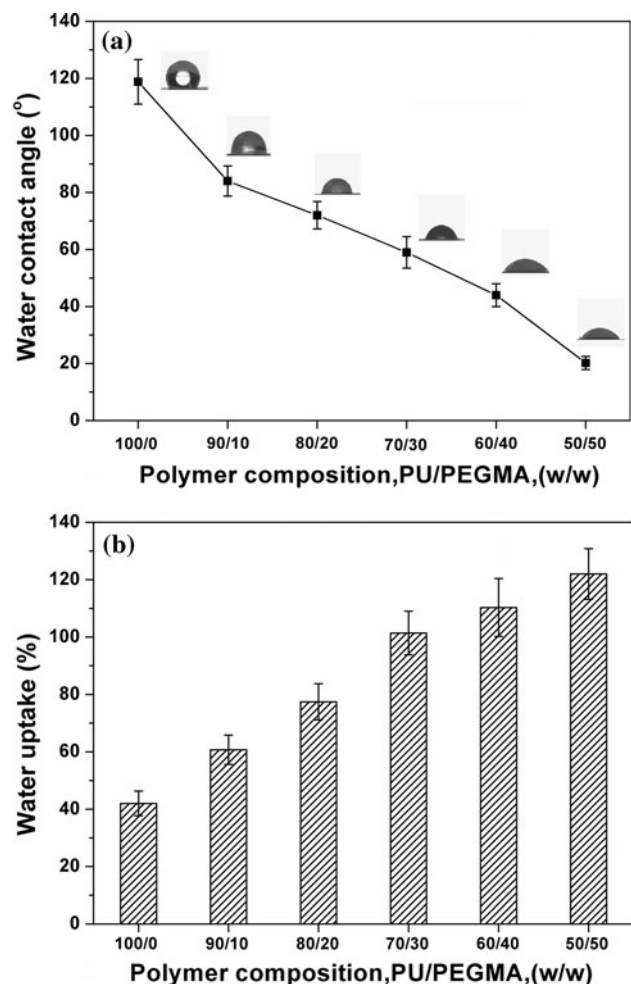 (a)
Water contact angle (°)
140
120
100
80
60
40
20
0
100/0 90/10 80/20 70/30 60/40 50/50
Polymer composition,PU/PEGMA,(w/w)
(b)
Water uptake (%)
140
120
100
80
60
40
20
0
100/0 90/10 80/20 70/30 60/40 50/50
Polymer composition,PU/PEGMA,(w/w)